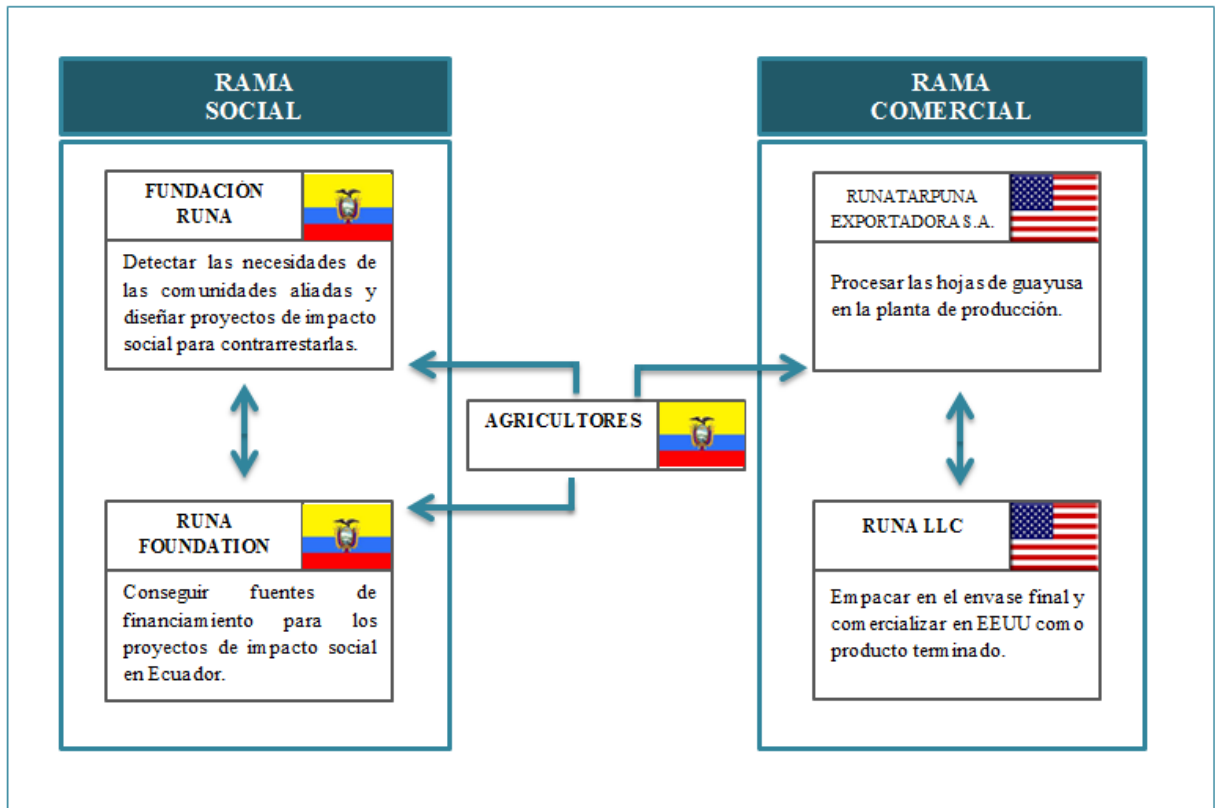 RAMA
SOCIAL
FUNDACIÓN
RUNA
Detectar las necesidades de
las comunidades aliadas y
diseñar proyectos de impacto
social para contrarrestarlas.
RUNA
FOUNDATION
Conseguir fuentes de
financiamiento para los
proyectos de impacto social
en Ecuador.
AGRICULTORES
RAMA
COMERCIAL
RUNATARPUNA
EXPORTADORA S.A.
Procesar las hojas de guayusa
en la planta de producción.
RUNA LLC
Empacar en el envase final y
comercializar en EEUU como
producto terminado.